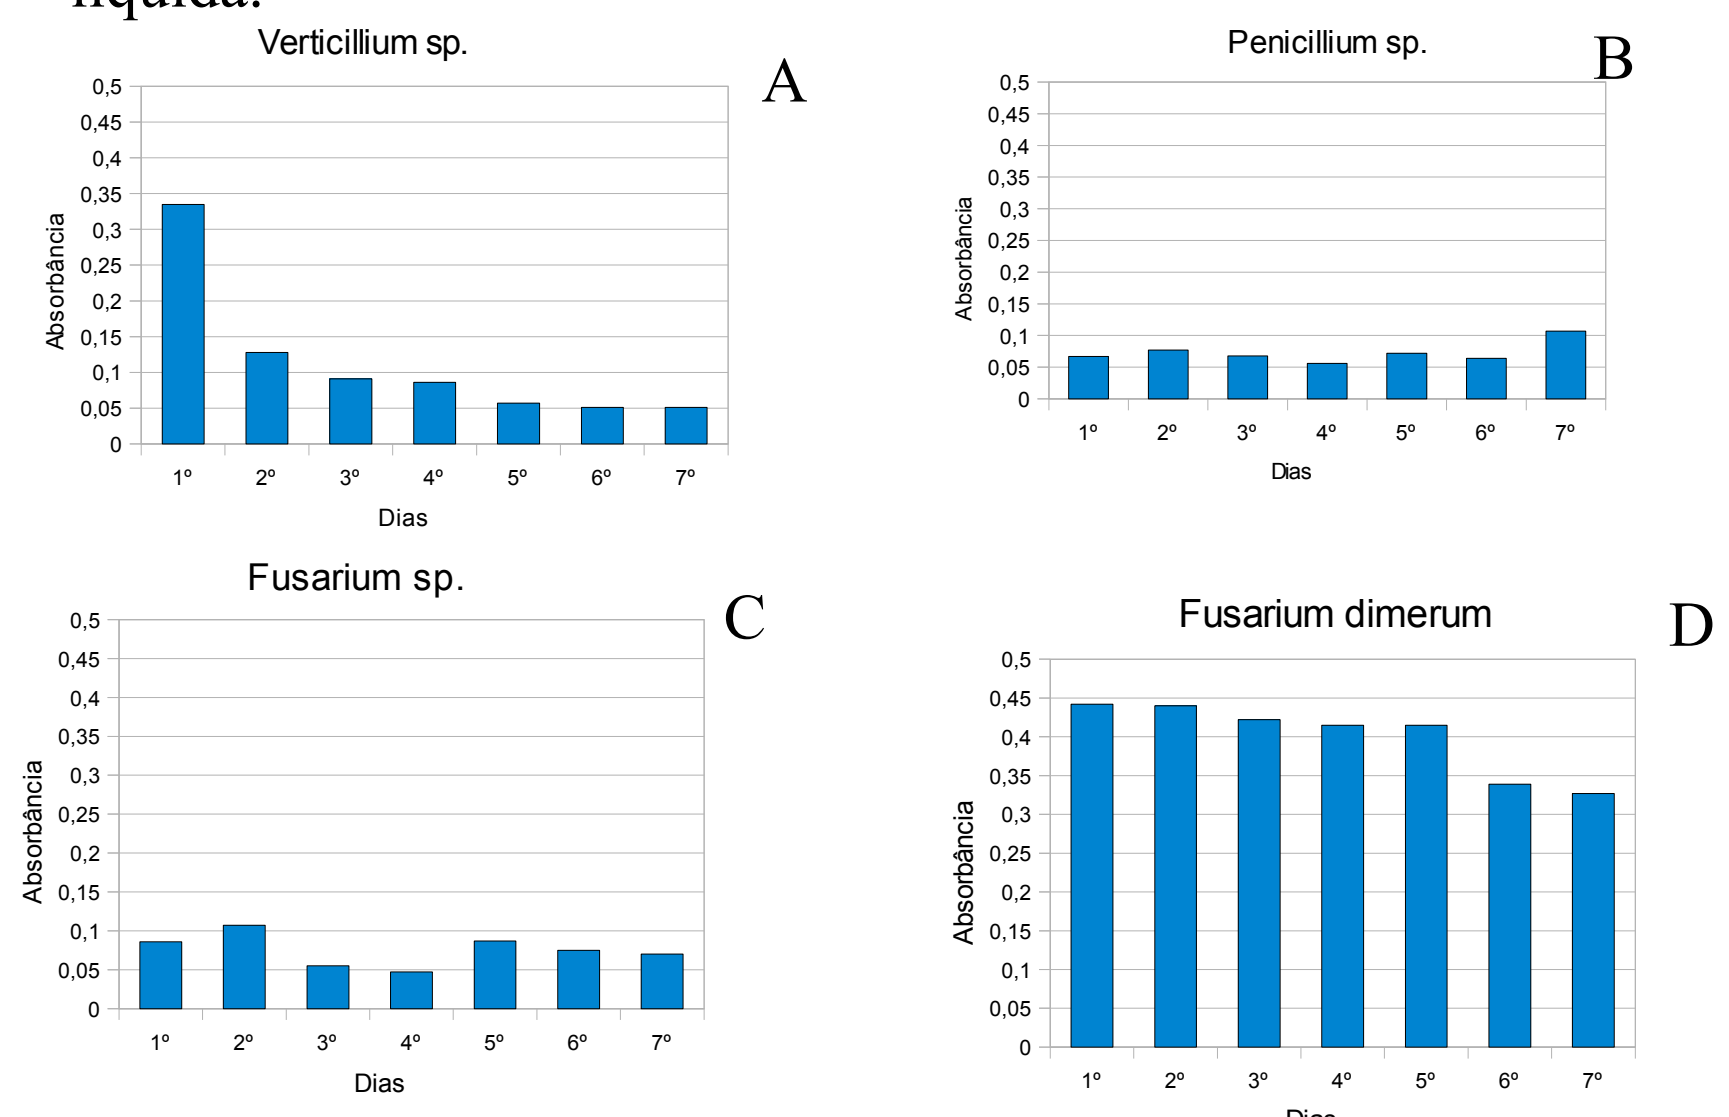 líquida.
Verticillium sp.
A
0,5
0,45
0,4
0,35
0,3
0,25
0,2
0,15
0,1
0,05
0
Absorbância
1º 2º 3º 4º 5º 6º 7º
Dias
Penicillium sp.
B
0,5
0,45
0,4
0,35
0,3
0,25
0,2
0,15
0,1
0,05
0
Absorbância
1º 2º 3º 4º 5º 6º 7º
Dias
Fusarium sp.
C
0,5
0,45
0,4
0,35
0,3
0,25
0,2
0,15
0,1
0,05
0
Absorbância
1º 2º 3º 4º 5º 6º 7º
Dias
Fusarium dimerum
D
0,5
0,45
0,4
0,35
0,3
0,25
0,2
0,15
0,1
0,05
0
Absorbância
1º 2º 3º 4º 5º 6º 7º
Dias